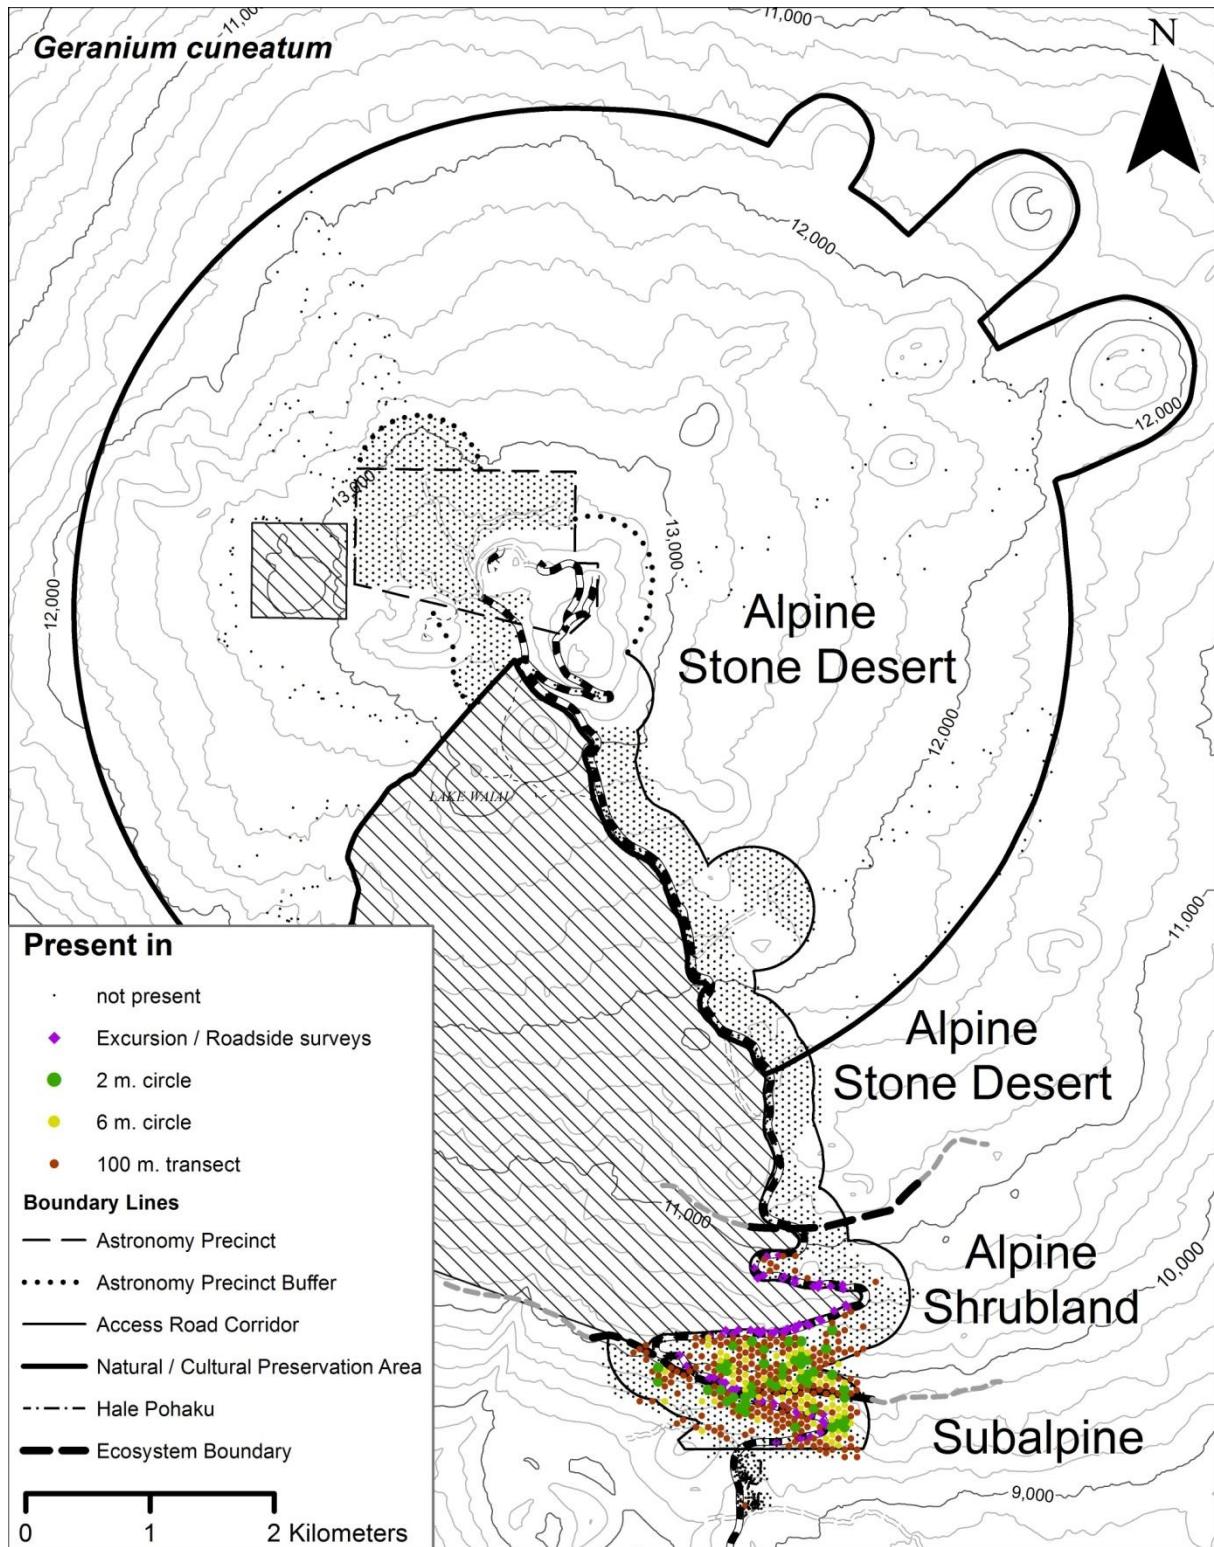 11,000
11,000
Geranium cuneatum
N
12,000
12,000
13,000
13,000
12,000
Alpine
Stone Desert
12,000
LAKE WAIAU
11,000
Present in
not present
Excursion / Roadside surveys
2 m. circle
6 m. circle
100 m. transect
Boundary Lines
Astronomy Precinct
Astronomy Precinct Buffer
Access Road Corridor
Natural / Cultural Preservation Area
Hale Pohaku
Ecosystem Boundary
0 1 2 Kilometers
Alpine
Stone Desert
11,000
Alpine
Shrubland
10,000
Subalpine
9,000